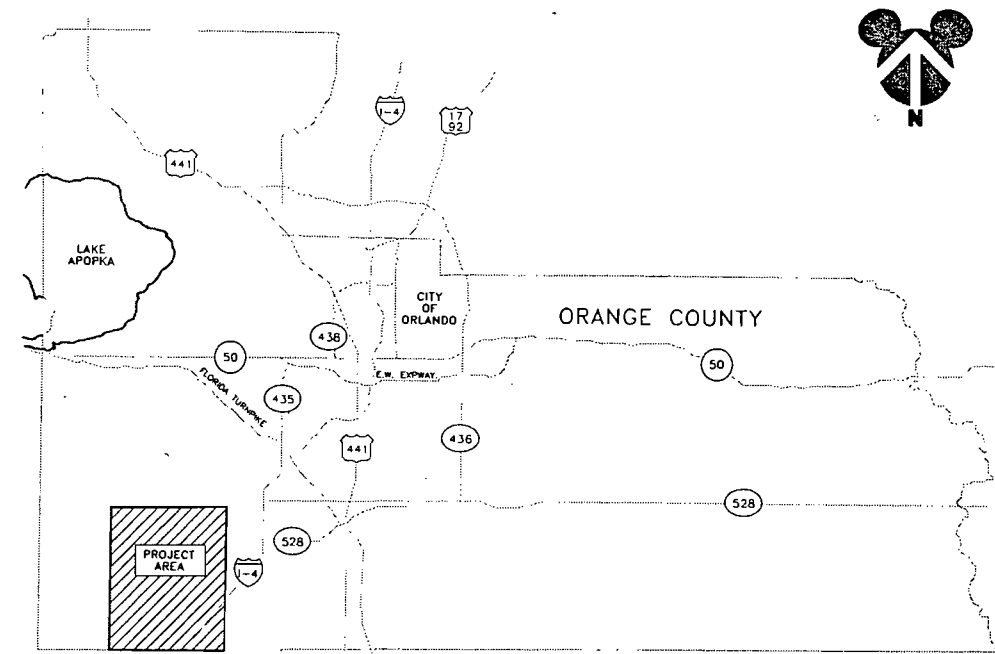 N
I-4
17
92
441
LAKE
APOPKA
CITY
OF
ORLANDO
ORANGE COUNTY
438
50
50
E.W. EXPWAY.
FLORIDA TURNPIKE
435
441
436
528
528
PROJECT
AREA
I-4